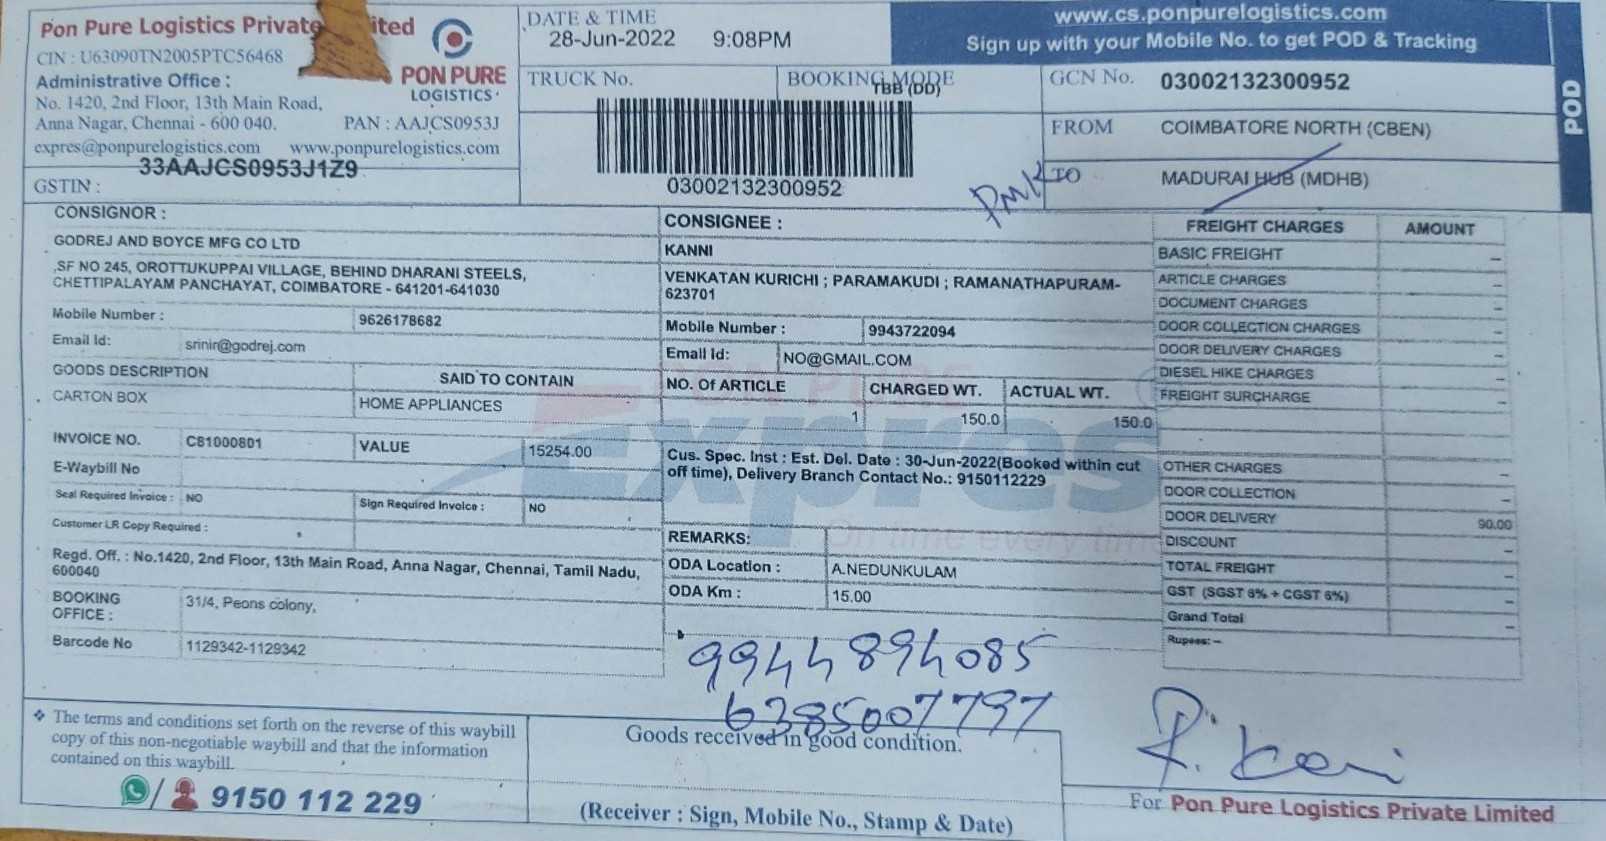 Pon Pure Logistics Private ited
CIN : U63090TN2005PTC56468
Administrative Office :
No. 1420, 2nd Floor, 13th Main Road,
Anna Nagar, Chennai - 600 040. PAN : AAJCS0953J
expres@ponpurelogistics.com www.ponpurelogistics.com
33AAJCS0953J1Z9
GSTIN :
PON PURE
LOGISTICS
DATE & TIME
28-Jun-2022 9:08PM
TRUCK No. BOOKING MODE
TBB (DD)
03002132300952
www.cs.ponpurelogistics.com
Sign up with your Mobile No. to get POD & Tracking
GCN No. 03002132300952
FROM COIMBATORE NORTH (CBEN)
TO MADURAI HUB (MDHB)
POD
CONSIGNOR :
GODREJ AND BOYCE MFG CO LTD
,SF NO 245, OROTTUKUPPAI VILLAGE, BEHIND DHARANI STEELS,
CHETTIPALAYAM PANCHAYAT, COIMBATORE - 641201-641030
Mobile Number : 9626178682
Email Id: srinir@godrej.com
GOODS DESCRIPTION SAID TO CONTAIN
CARTON BOX HOME APPLIANCES
INVOICE NO. C81000801 VALUE 15254.00
E-Waybill No
Seal Required Invoice : NO Sign Required Invoice : NO
Customer LR Copy Required :
Regd. Off. : No.1420, 2nd Floor, 13th Main Road, Anna Nagar, Chennai, Tamil Nadu,
600040
BOOKING OFFICE : 31/4, Peons colony,
Barcode No 1129342-1129342
CONSIGNEE :
KANNI
VENKATAN KURICHI ; PARAMAKUDI ; RAMANATHAPURAM-
623701
Mobile Number : 9943722094
Email Id: NO@GMAIL.COM
NO. Of ARTICLE CHARGED WT. ACTUAL WT.
1 150.0 150.0
Cus. Spec. Inst : Est. Del. Date : 30-Jun-2022(Booked within cut
off time), Delivery Branch Contact No.: 9150112229
PON PURE
Expres
On time every time
REMARKS:
ODA Location : A.NEDUNKULAM
ODA Km : 15.00
9944894085
6385007797
FREIGHT CHARGES AMOUNT
BASIC FREIGHT –
ARTICLE CHARGES –
DOCUMENT CHARGES –
DOOR COLLECTION CHARGES –
DOOR DELIVERY CHARGES –
DIESEL HIKE CHARGES –
FREIGHT SURCHARGE –
OTHER CHARGES –
DOOR COLLECTION –
DOOR DELIVERY 90.00
DISCOUNT –
TOTAL FREIGHT –
GST (SGST 6% + CGST 6%) –
Grand Total –
Rupees: –
❖ The terms and conditions set forth on the reverse of this waybill
copy of this non-negotiable waybill and that the information
contained on this waybill.
/ 9150 112 229
Goods received in good condition.
(Receiver : Sign, Mobile No., Stamp & Date)
For Pon Pure Logistics Private Limited